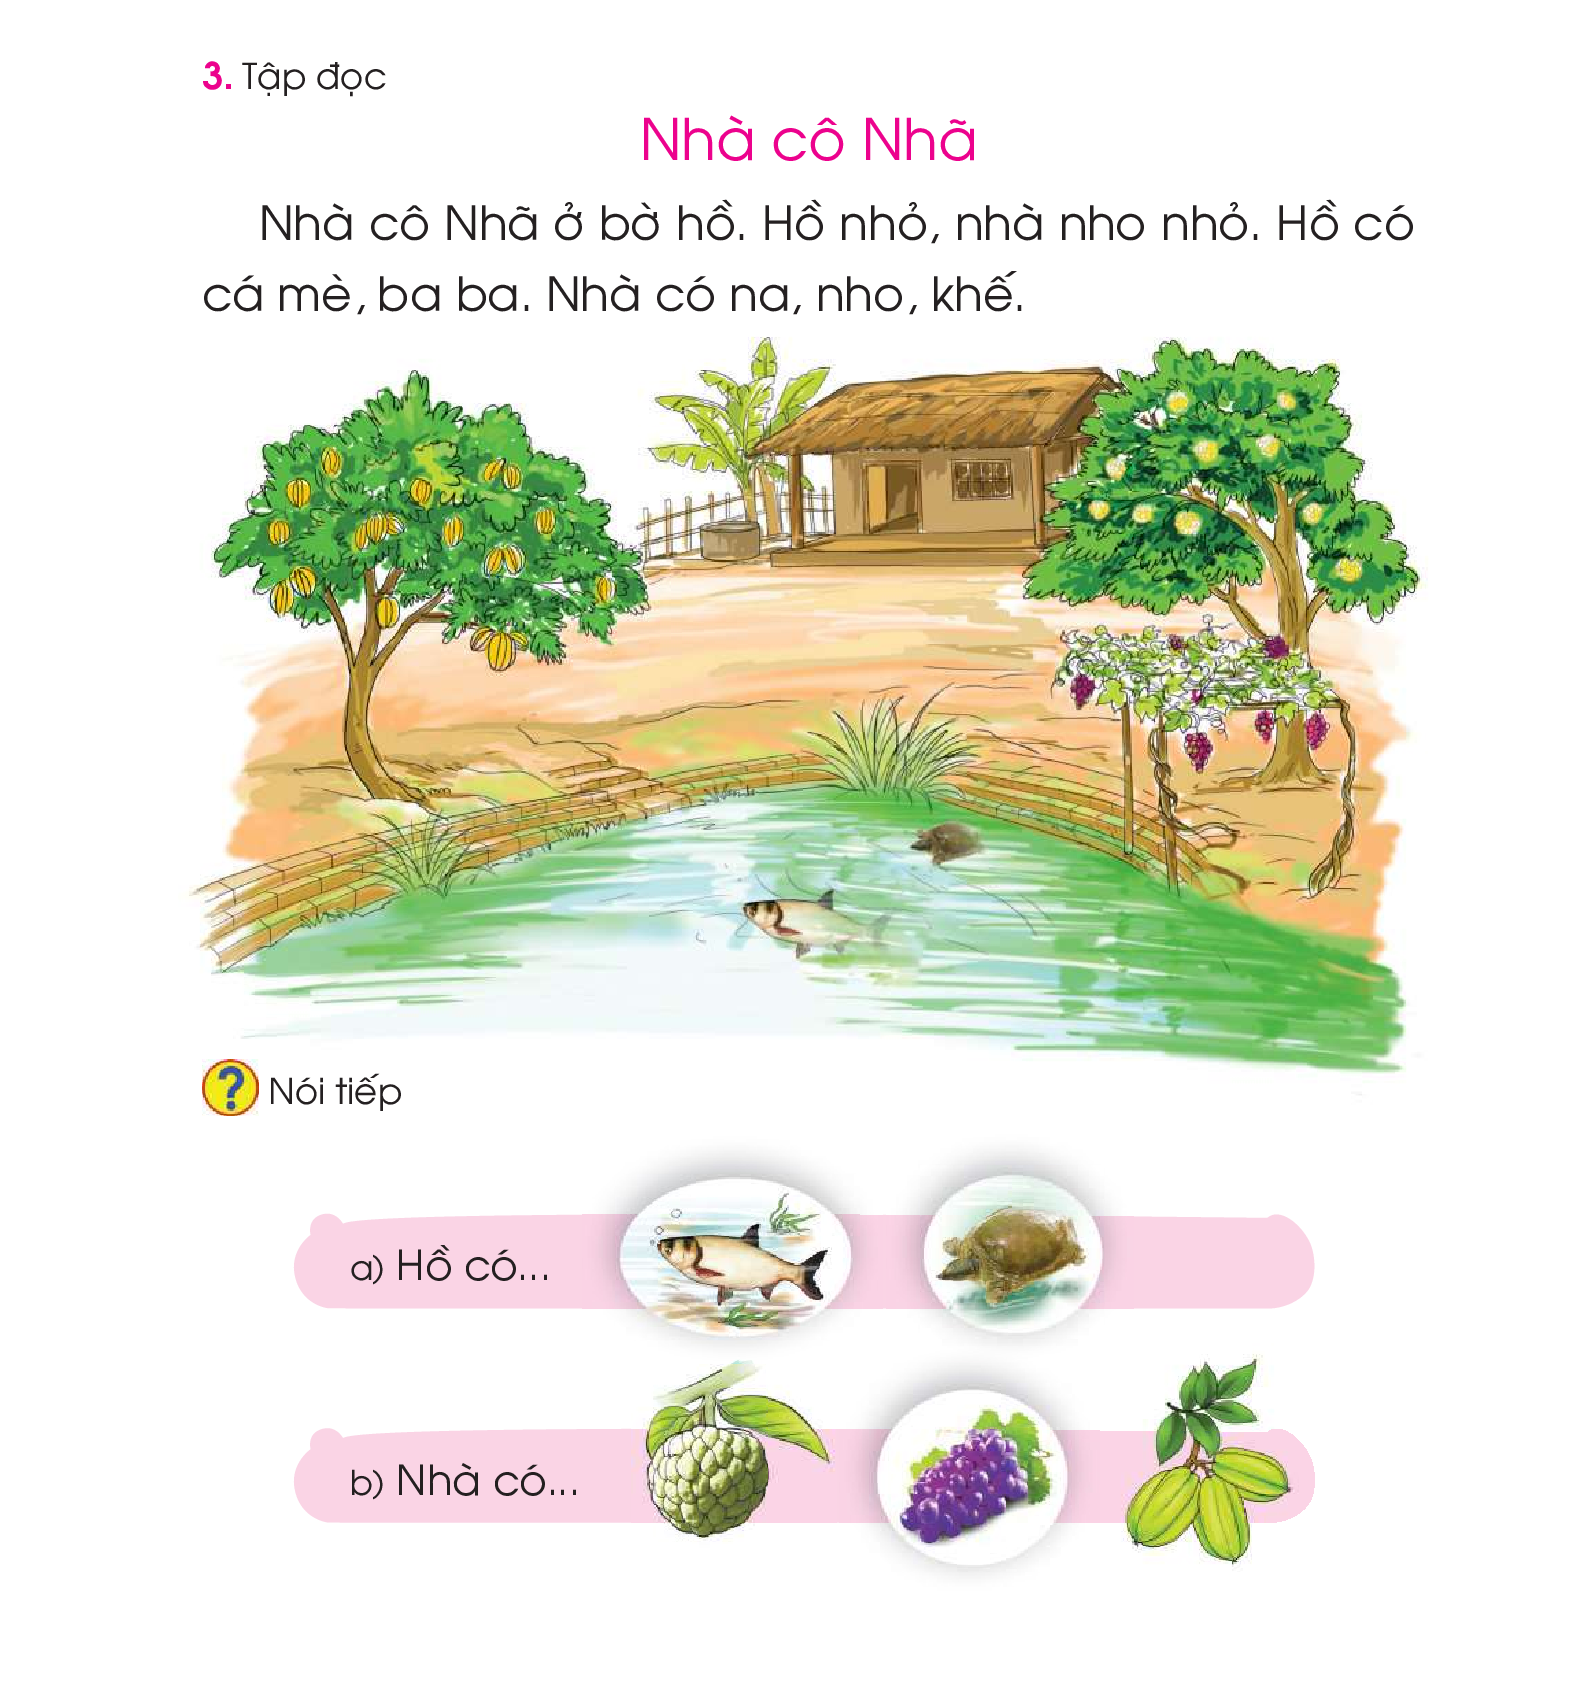 3. Tập đọc
Nhà cô Nhã
Nhà cô Nhã ở bờ hồ. Hồ nhỏ, nhà nho nhỏ. Hồ có
cá mè, ba ba. Nhà có na, nho, khế.
? Nói tiếp
a) Hồ có...
b) Nhà có...